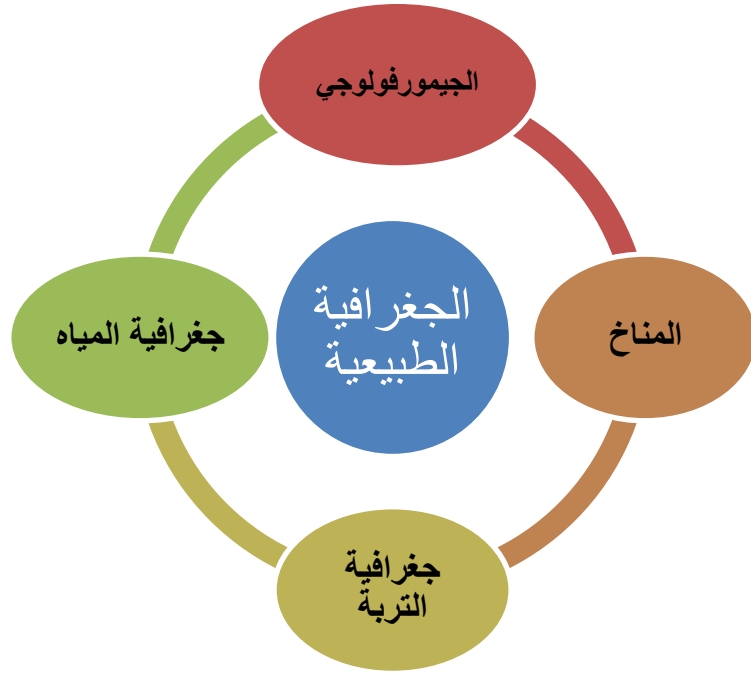 الجيمورفولوجي
الجغرافية
الطبيعية
المناخ
جغرافية المياه
جغرافية
التربة